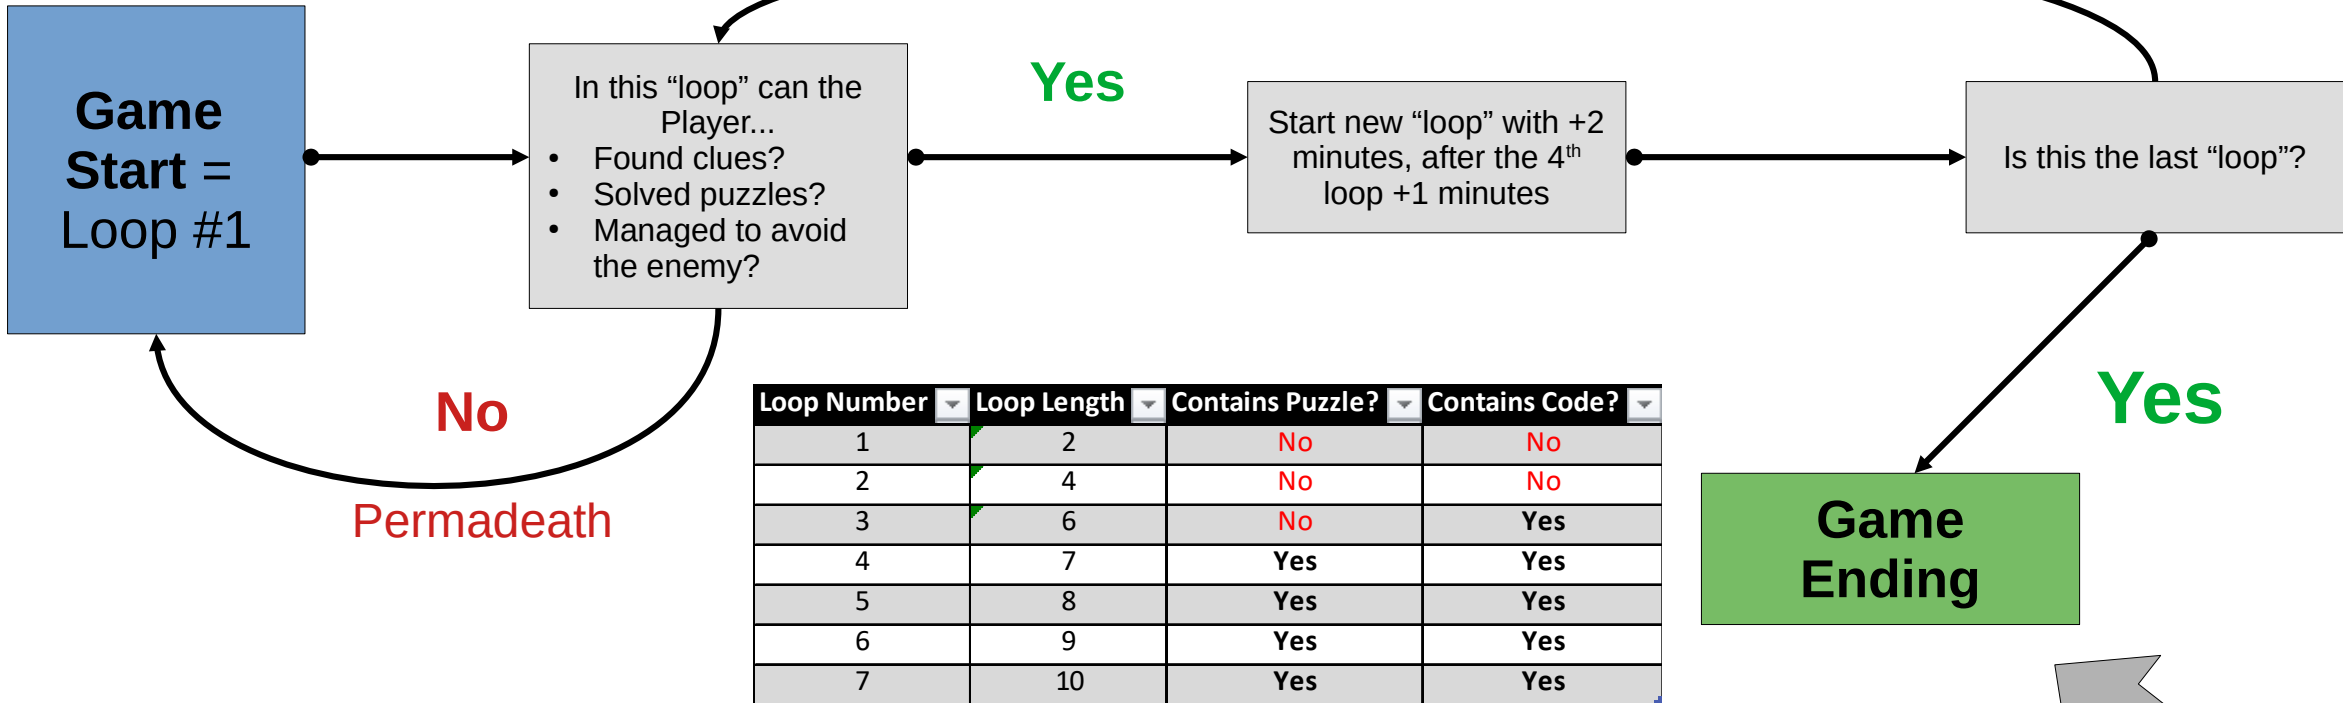 Game
Start =
Loop #1
In this “loop” can the
Player...
• Found clues?
• Solved puzzles?
• Managed to avoid
the enemy?
Yes
Start new “loop” with +2
minutes, after the 4th
loop +1 minutes
Is this the last “loop”?
No
Permadeath
Yes
Game
Ending
Loop Number Loop Length Contains Puzzle? Contains Code?
1 2 No No
2 4 No No
3 6 No Yes
4 7 Yes Yes
5 8 Yes Yes
6 9 Yes Yes
7 10 Yes Yes